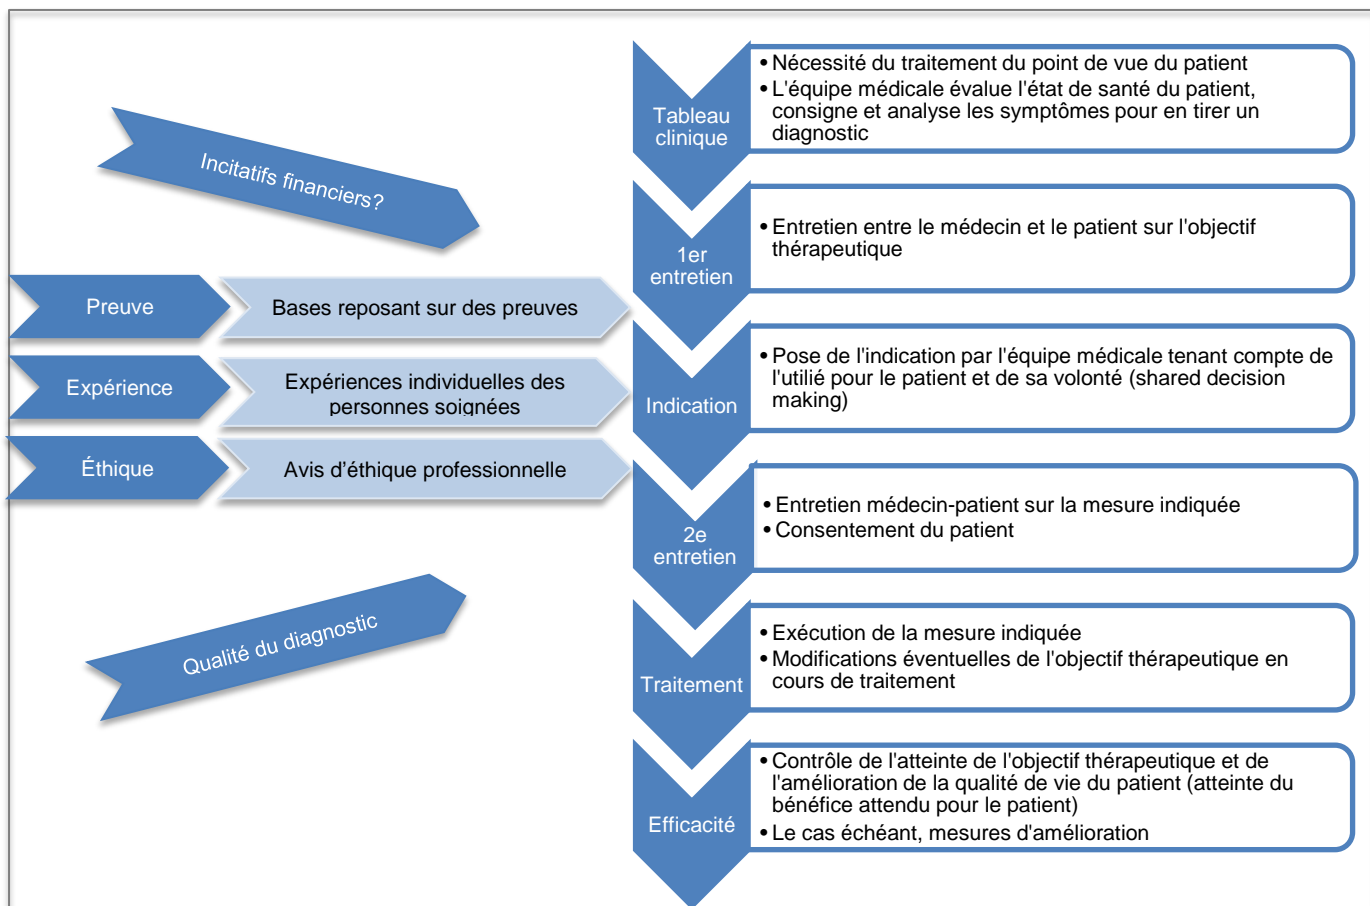 Tableau
clinique
• Nécessité du traitement du point de vue du patient
• L'équipe médicale évalue l'état de santé du patient,
consigne et analyse les symptômes pour en tirer un
diagnostic
Incitatifs financiers?
1er
entretien
• Entretien entre le médecin et le patient sur l'objectif
thérapeutique
Preuve
Bases reposant sur des preuves
Expérience
Expériences individuelles des
personnes soignées
Éthique
Avis d’éthique professionnelle
Indication
• Pose de l'indication par l'équipe médicale tenant compte de
l'utilié pour le patient et de sa volonté (shared decision
making)
2e
entretien
• Entretien médecin-patient sur la mesure indiquée
• Consentement du patient
Qualité du diagnostic
Traitement
• Exécution de la mesure indiquée
• Modifications éventuelles de l'objectif thérapeutique en
cours de traitement
Efficacité
• Contrôle de l'atteinte de l'objectif thérapeutique et de
l'amélioration de la qualité de vie du patient (atteinte du
bénéfice attendu pour le patient)
• Le cas échéant, mesures d'amélioration